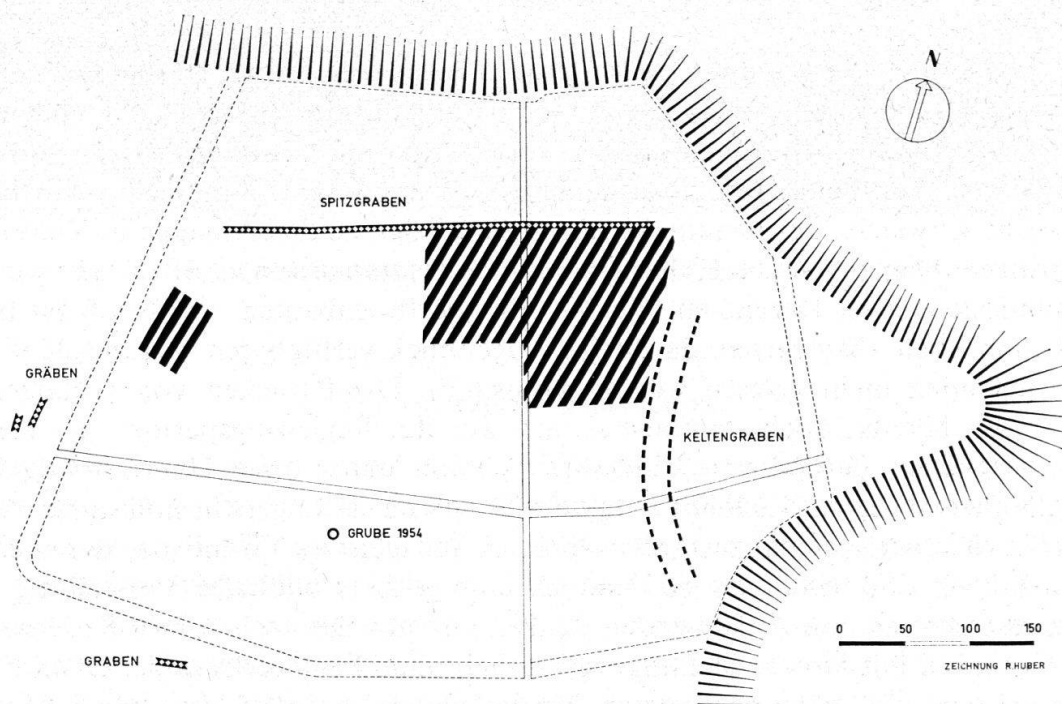 N
SPITZGRABEN
GRÄBEN
KELTENGRABEN
GRUBE 1954
GRABEN
0 50 100 150
ZEICHNUNG R.HUBER